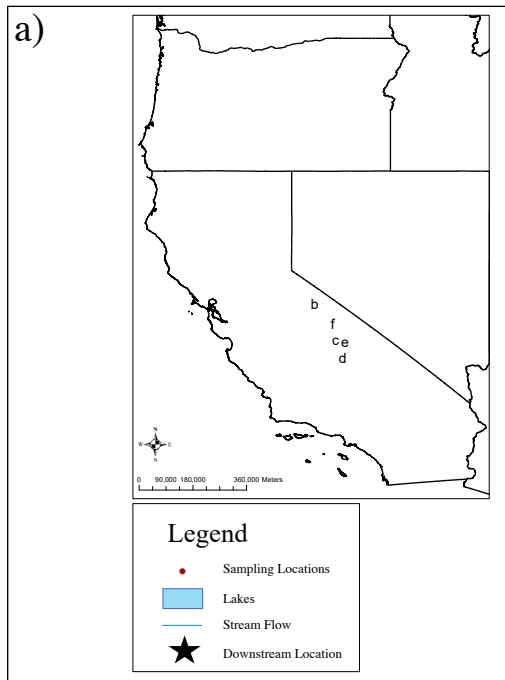 a)
b
f
c e
d
N
W E
S
0 90,000 180,000 360,000 Meters
Legend
Sampling Locations
Lakes
Stream Flow
Downstream Location